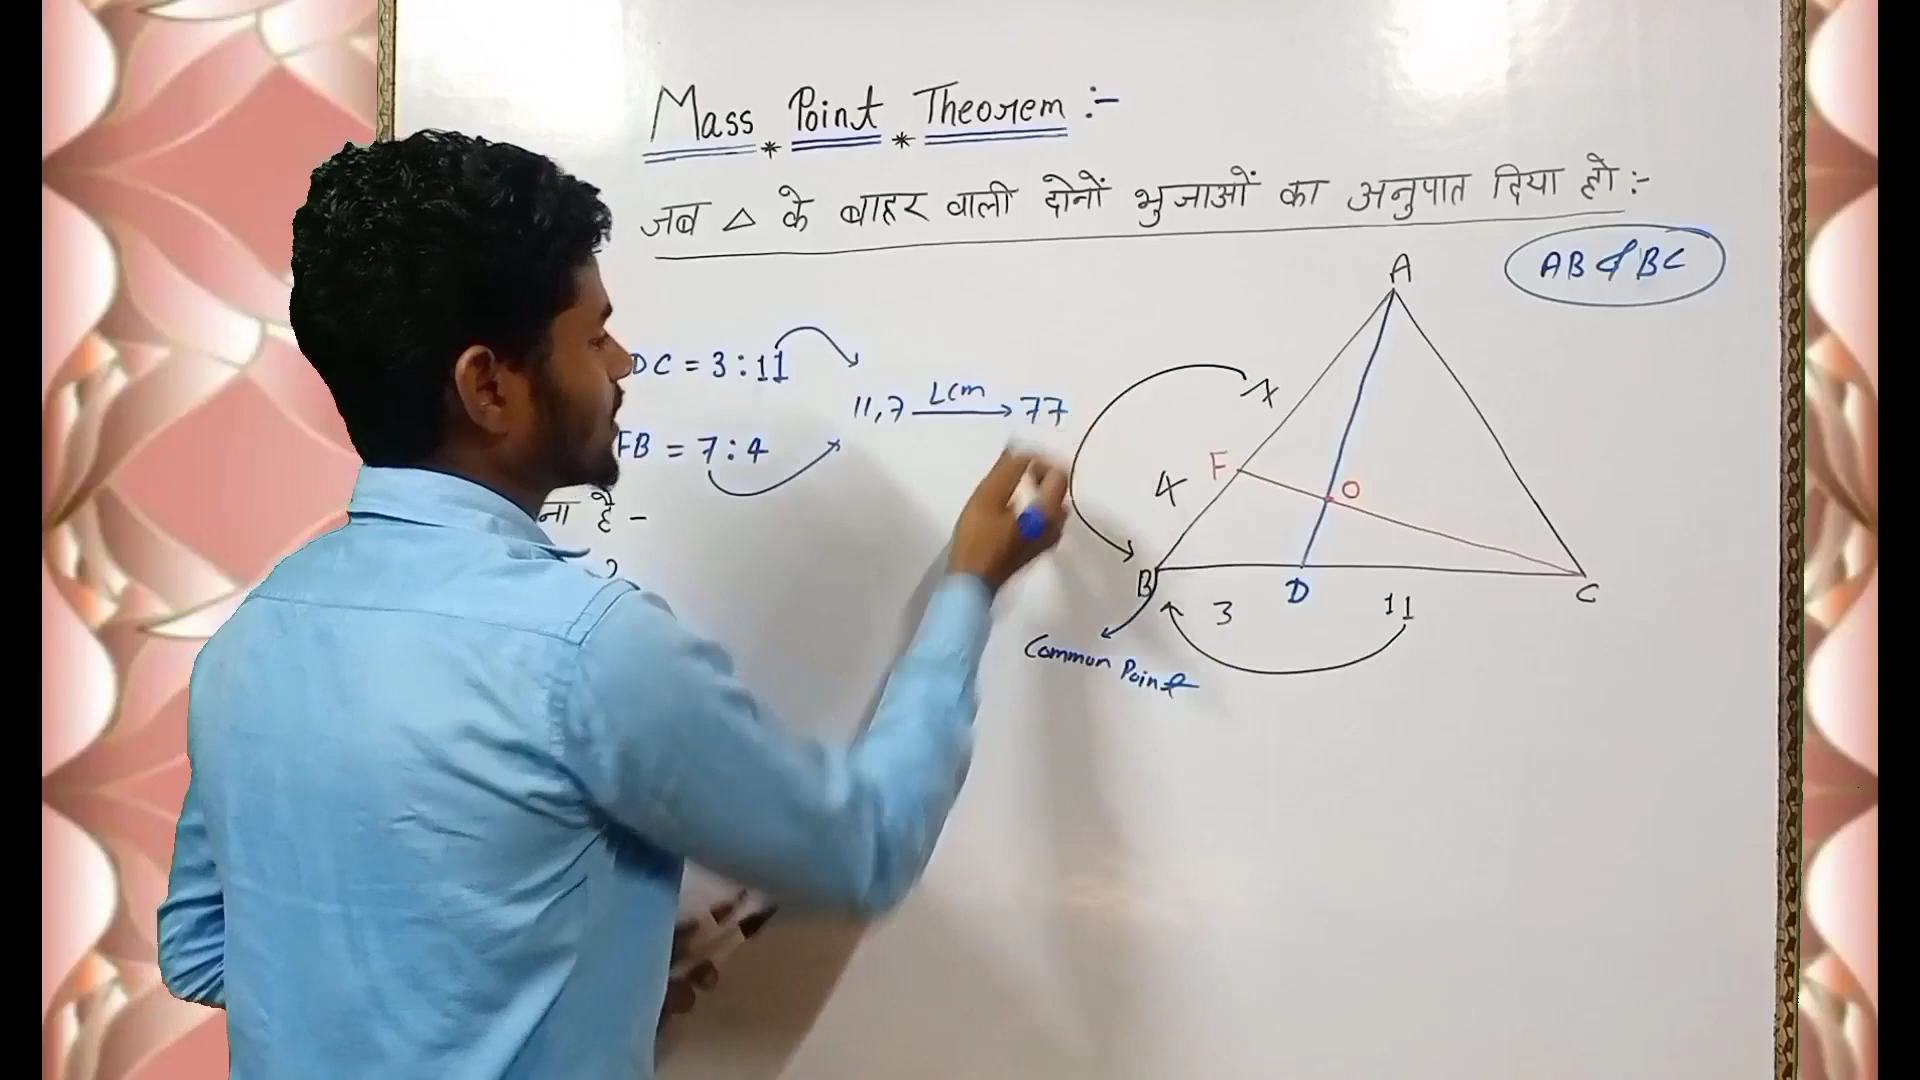 Mass * Point * Theorem :-
जब △ के बाहर वाली दोनों भुजाओं का अनुपात दिया हो :-
AB & BC
A
DC = 3 : 11
11,7 Lcm → 77
FB = 7 : 4
F
4
O
ना है -
?
B
D
C
3
11
Common Point